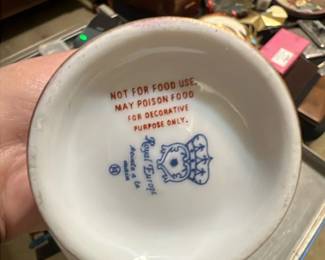 NOT FOR FOOD USE.
MAY POISON FOOD
FOR DECORATIVE
PURPOSE ONLY.
Royal Europe
R